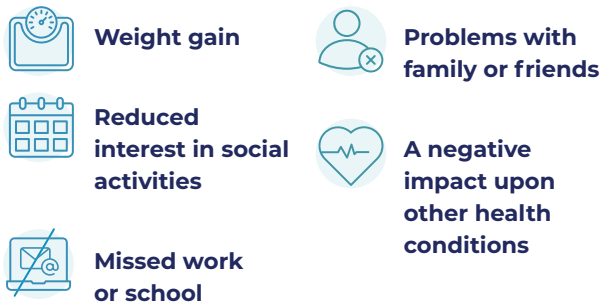 Weight gain
Reduced
interest in social
activities
Missed work
or school
Problems with
family or friends
A negative
impact upon
other health
conditions